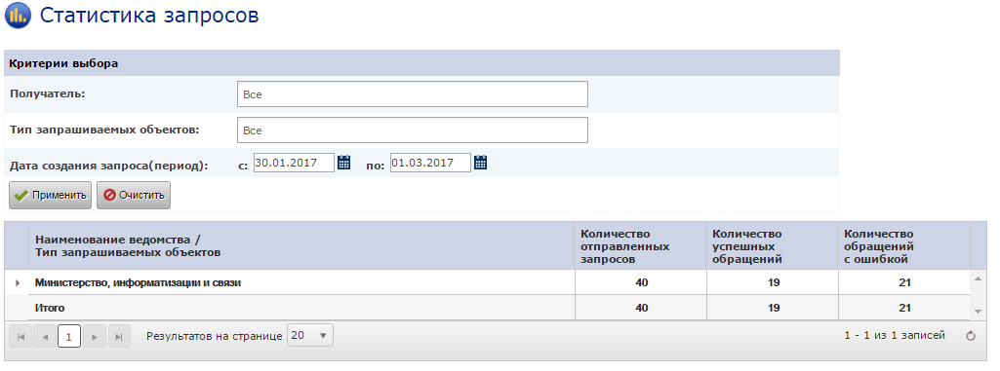 Статистика запросов
Критерии выбора
Получатель: Все
Тип запрашиваемых объектов: Все
Дата создания запроса(период): с: 30.01.2017 по: 01.03.2017
Применить Очистить
Наименование ведомства /
Тип запрашиваемых объектов
Количество
отправленных
запросов
Количество
успешных
обращений
Количество
обращений
с ошибкой
Министерство, информатизации и связи 40 19 21
Итого 40 19 21
1 Результатов на странице 20 1 - 1 из 1 записей